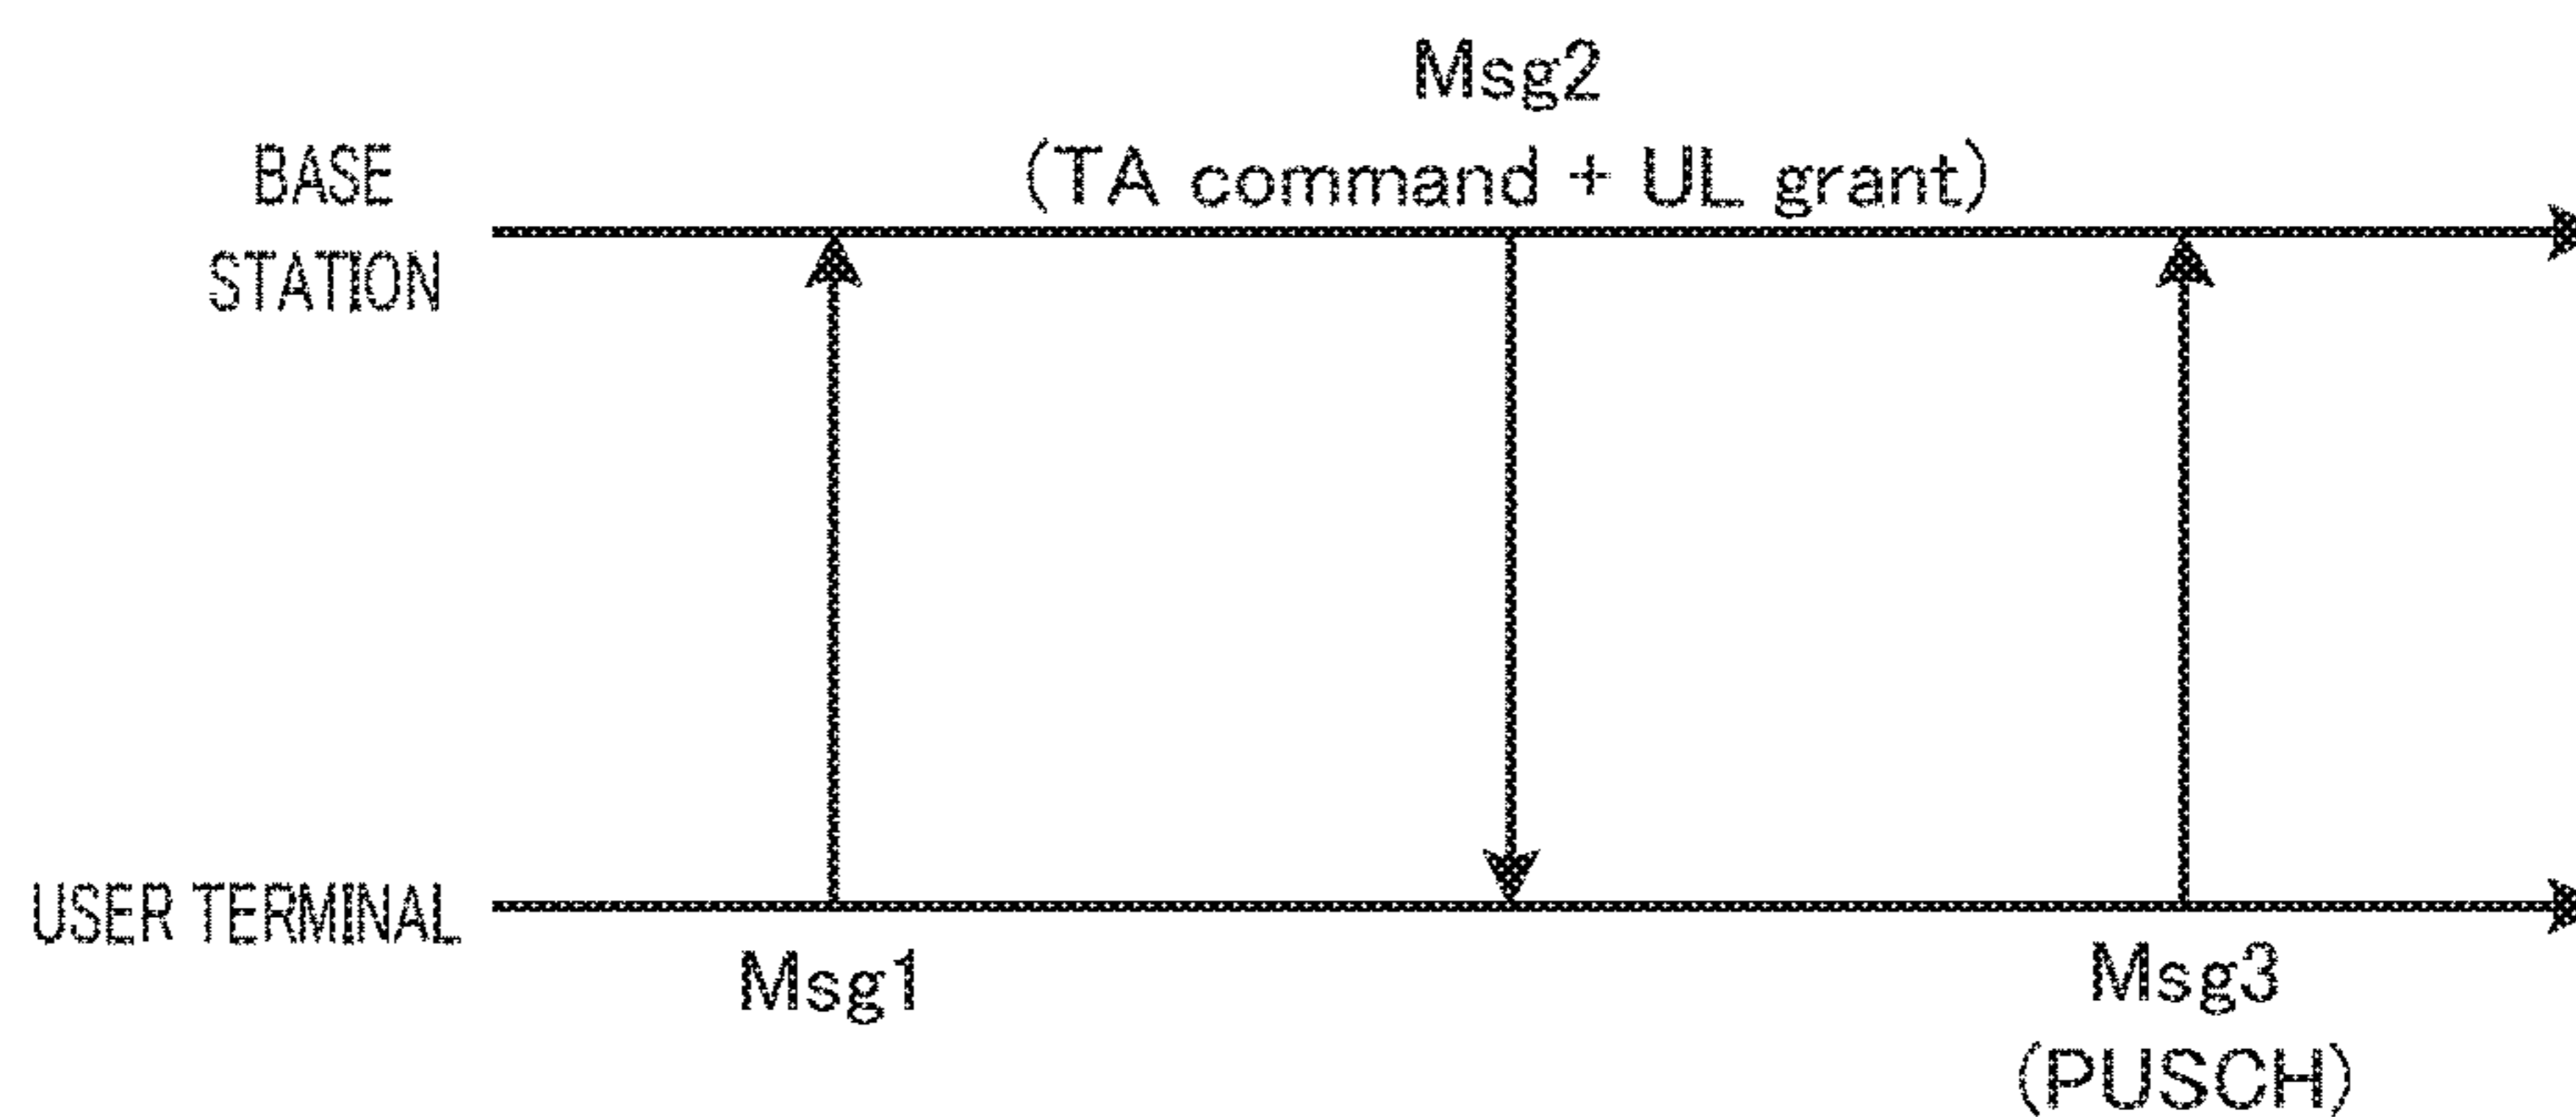 Msg2
(TA command + UL grant)
BASE
STATION
USER TERMINAL
Msg1
Msg3
(PUSCH)